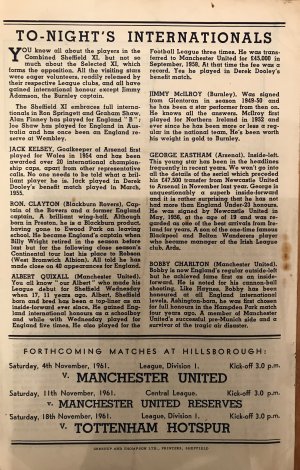 TO-NIGHT'S INTERNATIONALS
YOU know all about the players in the
Combined Sheffield XI, but not so
much about the Selected XI, which
forms the opposition. All the visiting stars
were eager volunteers, readily released by
their respective League clubs, and all have
gained international honour except Jimmy
Adamson, the Burnley captain.
The Sheffield XI embraces full interna-
tionals in Ron Springett and Graham Shaw,
Alan Finney has played for England "B";
Joe Shaw has played for England in Aus-
tralia and has once been an England re-
serve at Wembley.
JACK KELSEY, Goalkeeper of Arsenal first
played for Wales in 1954 and has been
awarded over 30 international champion-
ship caps, apart from other representative
calls. No one needs to be told what a bril-
liant player he is. Jack played in Derek
Dooley's benefit match played in March,
1955.
RON. CLAYTON (Blackburn Rovers), Cap-
tain of the Rovers and a former England
captain. A brilliant wing-half. Although
born in Preston, he is a Blackburn product,
having gone to Ewood Park on leaving
school. He became England's captain when
Billy Wright retired in the season before
last but for the following close season's
Continental tour lost his place to Robson
(West Bromwich Albion). All told he has
made close on 40 appearances for England.
ALBERT QUIXALL (Manchester United).
You all know "our Albert" who made his
League debut for Sheffield Wednesday
when 17, 11 years ago. Albert, Sheffield
born and bred has been a top-liner as an
inside-forward ever since. He gained Eng-
land international honours as a schoolboy
and while with Wednesday played for
England five times. He also played for the
Football League three times. He was trans-
ferred to Manchester United for £45,000 in
September, 1958. At that time the fee was a
record. Yes he played in Derek Dooley's
benefit match.
JIMMY McILROY (Burnley). Was signed
from Glentoran in season 1949-50 and
he has been a star performer from then on.
He knows all the answers. McIlroy first
played for Northern Ireland in 1952 and
ever since he has been more or less a reg-
ular in the national team. He's been worth
his weight in gold to Burnley.
GEORGE EASTHAM (Arsenal). Inside-left.
This young star has been in the headlines
plenty in recent years. We won't go into
all the details of the serial which preceded
his £47,500 transfer from Newcastle United
to Arsenal in November last year. George is
unquestionably a superb inside-forward
and it is rather surprising that he has not
had more than England Under-23 honours.
He was signed by Newcastle United in
May, 1956, at the age of 19 and was re-
garded as one of the best buys out of Ire-
land for years. A son of the one-time famous
Blackpool and Bolton Wanderers player
who became manager of the Irish League
club, Ards.
BOBBY CHARLTON (Manchester United).
Bobby is now England's regular outside-left
but he achieved fame first as an inside-
forward. He is noted for his cannon-ball
shooting. Like Haynes, Bobby has been
honoured at all England international
levels. Ashington-born, he was first chosen
for full honours in the Hampden Park match
four years ago. A member of Manchester
United's successful pre-Munich side and a
survivor of the tragic air disaster.
FORTHCOMING MATCHES AT HILLSBOROUGH:
Saturday, 4th November, 1961. League, Division 1. Kick-off 3.0 p.m.
v. MANCHESTER UNITED
Saturday, 11th November, 1961. Central League. Kick-off 3.0 p.m.
v. MANCHESTER UNITED RESERVES
Saturday, 18th November, 1961. League, Division 1. Kick-off 3.0 p.m.
v. TOTTENHAM HOTSPUR
GREENUP AND THOMPSON LTD., PRINTERS, SHEFFIELD